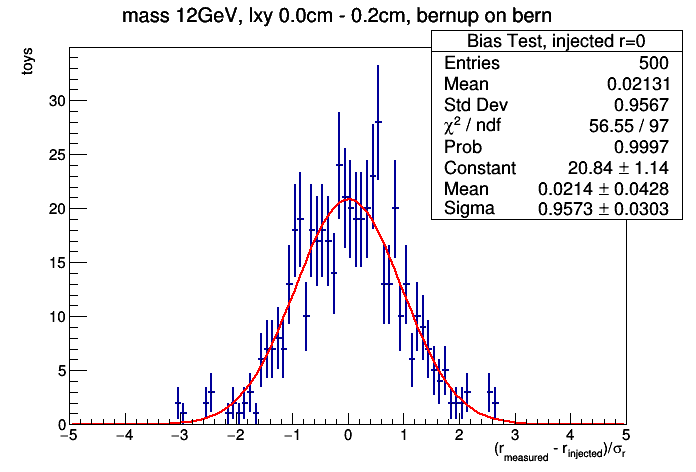 mass 12GeV, lxy 0.0cm - 0.2cm, bernup on bern
Bias Test, injected r=0
Entries 500
Mean 0.02131
Std Dev 0.9567
χ² / ndf 56.55 / 97
Prob 0.9997
Constant 20.84 ± 1.14
Mean 0.0214 ± 0.0428
Sigma 0.9573 ± 0.0303
toys
30
25
20
15
10
5
0
−5 −4 −3 −2 −1 0 1 2 3 4 5
(r_measured - r_injected)/σ_r